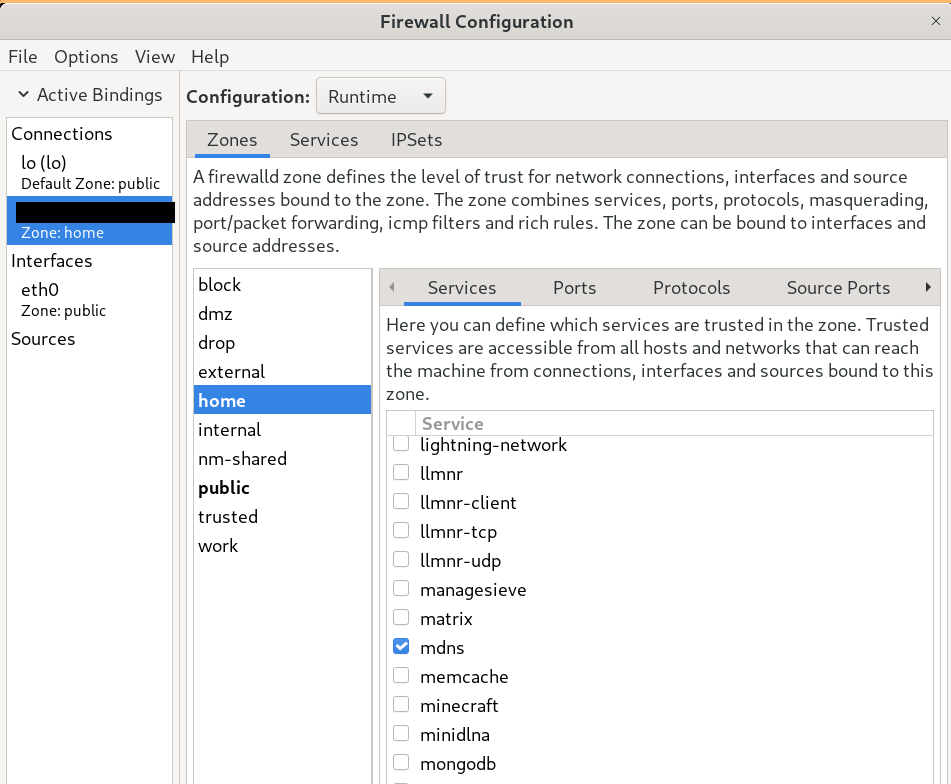 Firewall Configuration
File Options View Help
Active Bindings
Configuration: Runtime
Connections
lo (lo)
Default Zone: public
Zone: home
Interfaces
eth0
Zone: public
Sources
Zones Services IPSets
A firewalld zone defines the level of trust for network connections, interfaces and source
addresses bound to the zone. The zone combines services, ports, protocols, masquerading,
port/packet forwarding, icmp filters and rich rules. The zone can be bound to interfaces and
source addresses.
block
dmz
drop
external
home
internal
nm-shared
public
trusted
work
Services Ports Protocols Source Ports
Here you can define which services are trusted in the zone. Trusted
services are accessible from all hosts and networks that can reach
the machine from connections, interfaces and sources bound to this
zone.
Service
lightning-network
llmnr
llmnr-client
llmnr-tcp
llmnr-udp
managesieve
matrix
mdns
memcache
minecraft
minidlna
mongodb